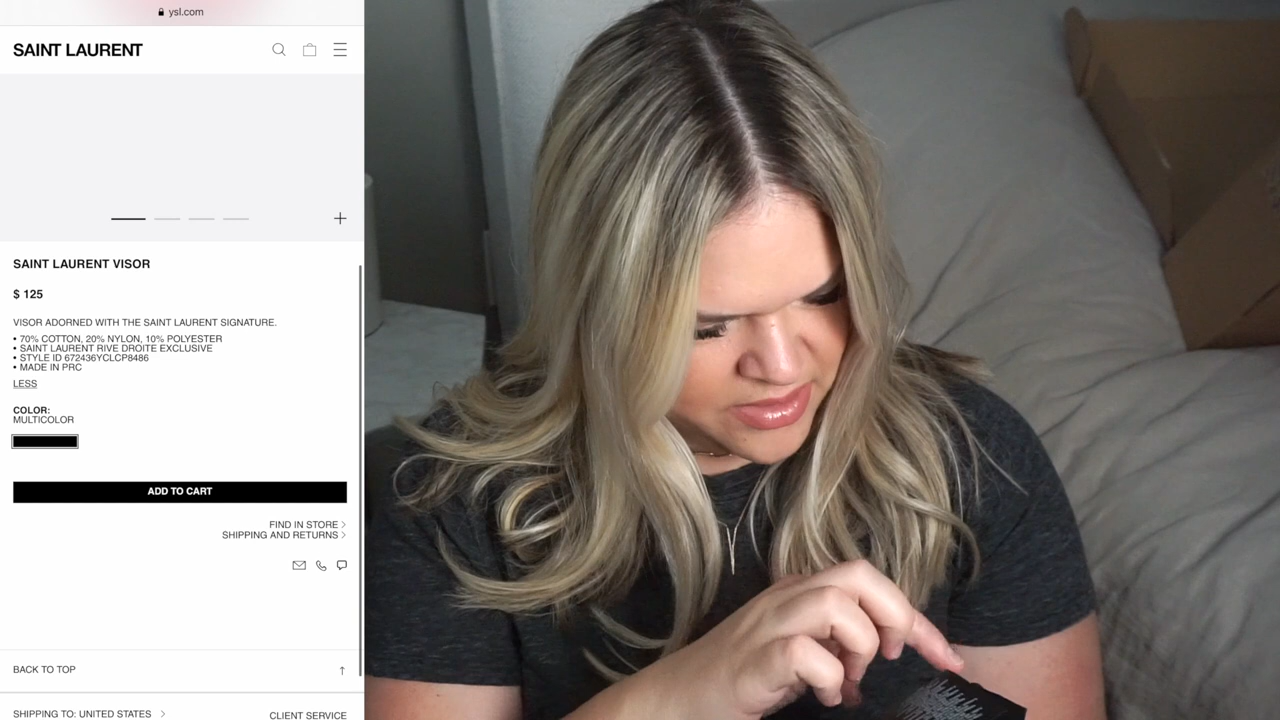 ysl.com
SAINT LAURENT
SAINT LAURENT VISOR
$ 125
VISOR ADORNED WITH THE SAINT LAURENT SIGNATURE.
• 70% COTTON, 20% NYLON, 10% POLYESTER
• SAINT LAURENT RIVE DROITE EXCLUSIVE
• STYLE ID 672436YCLCP8486
• MADE IN PRC
LESS
COLOR:
MULTICOLOR
ADD TO CART
FIND IN STORE
SHIPPING AND RETURNS
BACK TO TOP
SHIPPING TO: UNITED STATES
CLIENT SERVICE